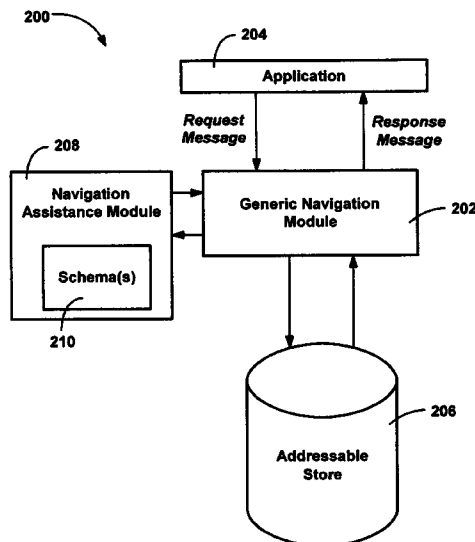 200
204
Application
Request
Message
Response
Message
208
Navigation
Assistance Module
Generic Navigation
Module
202
Schema(s)
210
206
Addressable
Store